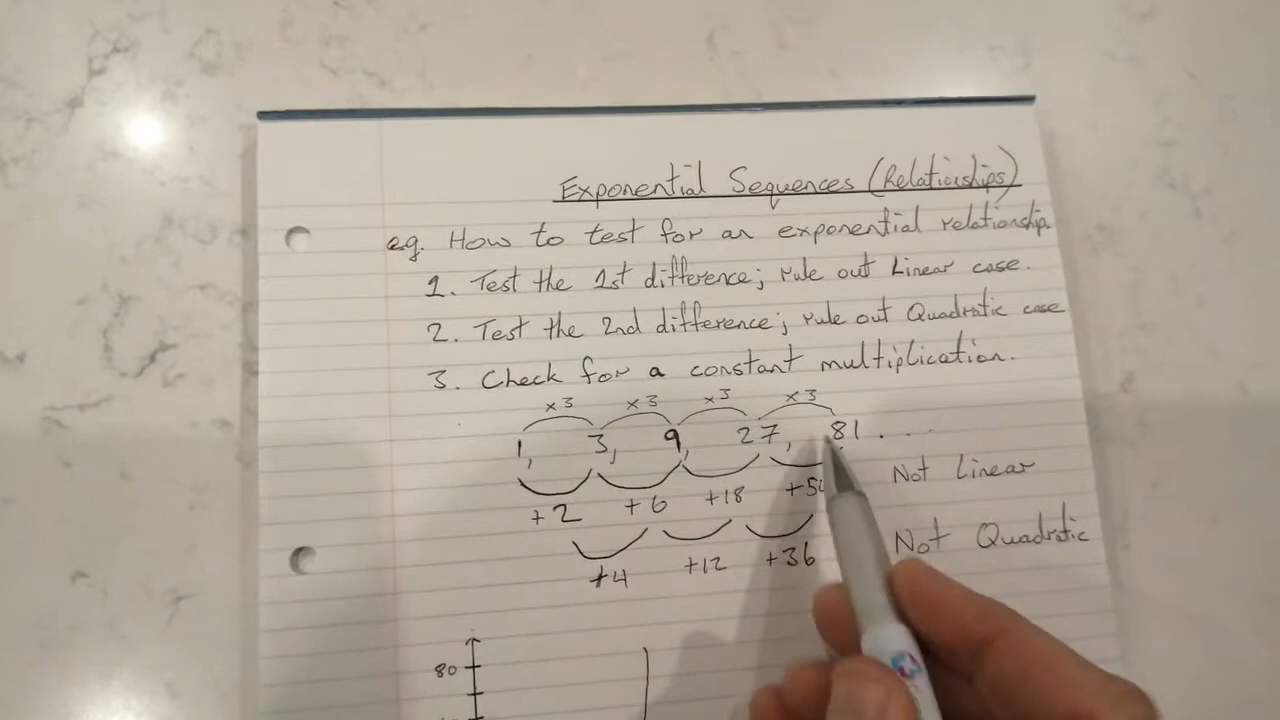 Exponential Sequences (Relationships)
eg. How to test for an exponential relationship.
1. Test the 1st difference; rule out Linear case.
2. Test the 2nd difference; rule out Quadratic case
3. Check for a constant multiplication.
×3 ×3 ×3 ×3
1, 3, 9, 27, 81 . . . .
Not Linear
+2 +6 +18
Not Quadratic
+4 +12 +36
80